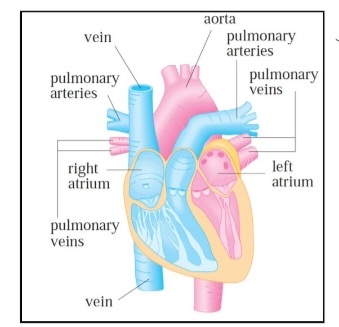 aorta
vein
pulmonary
arteries
pulmonary
arteries
pulmonary
veins
right
atrium
left
atrium
pulmonary
veins
vein